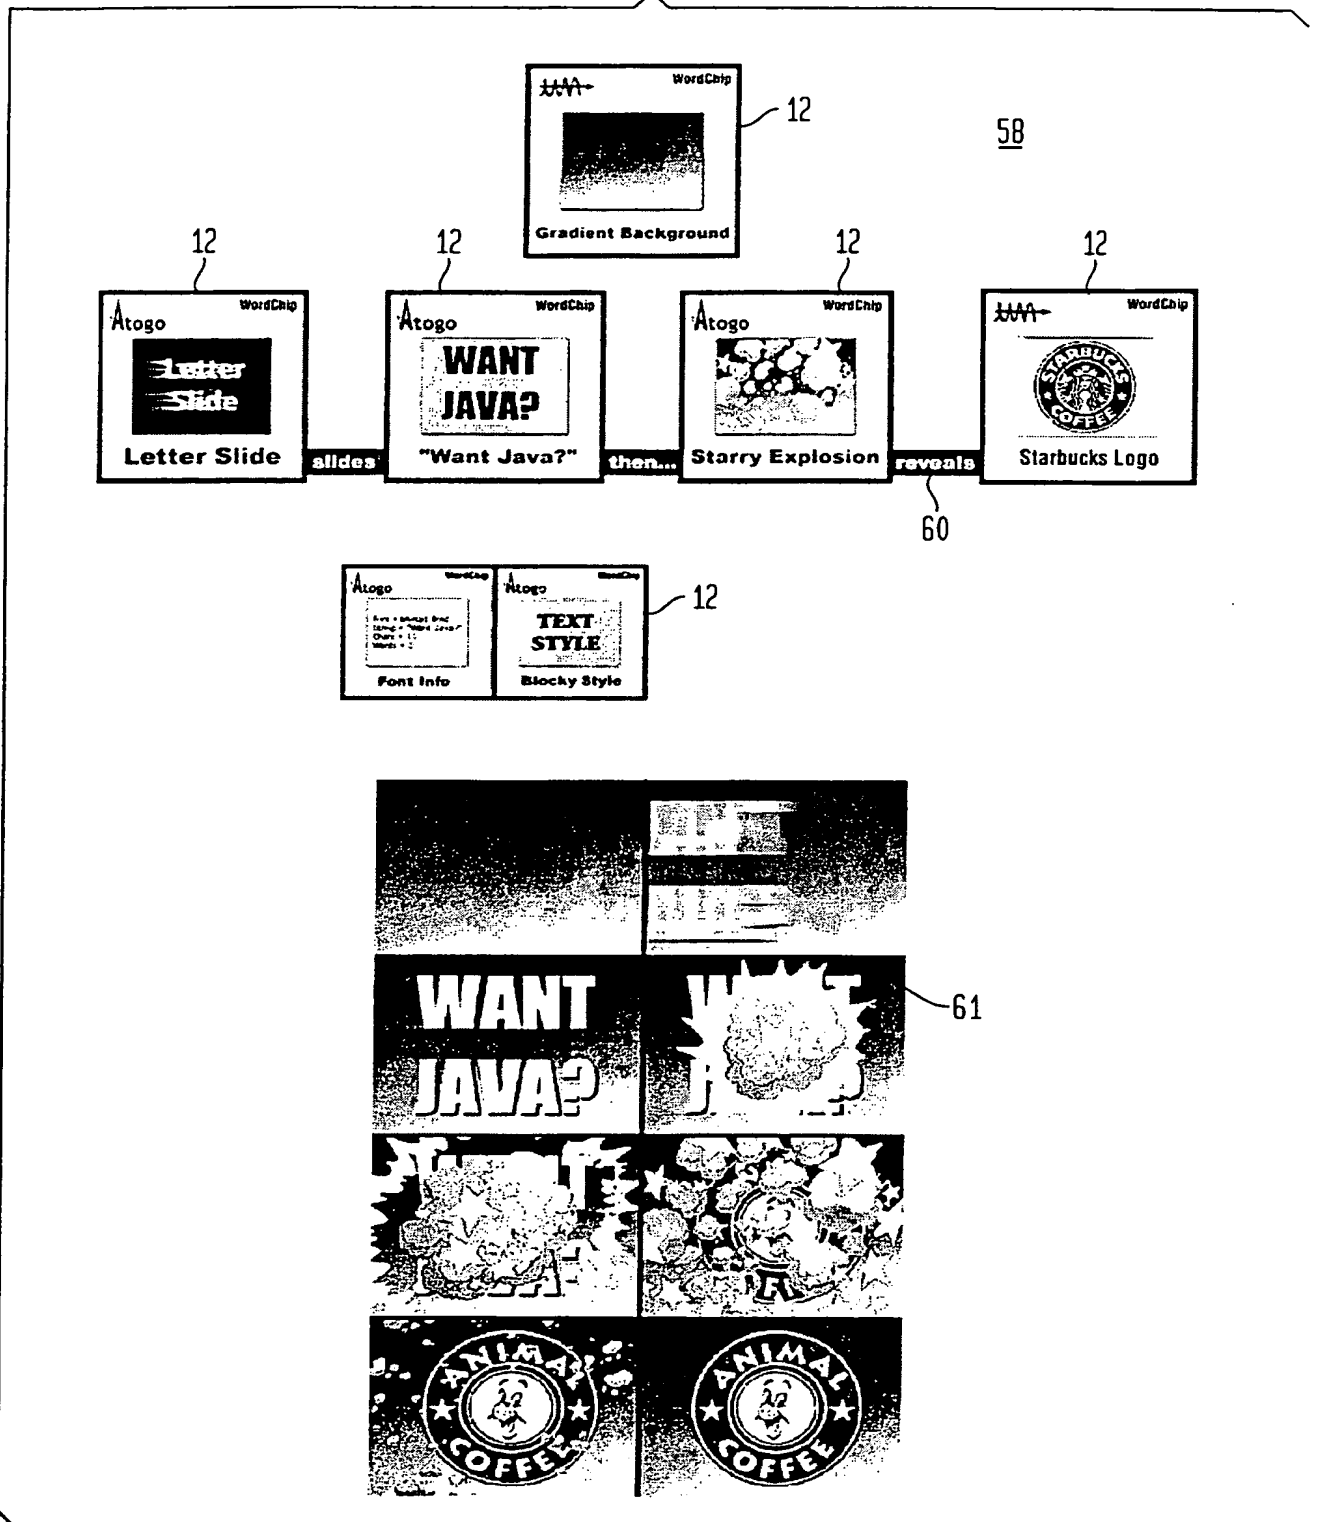 WordChip
12
58
Gradient Background
12
12
12
12
WordChip
Atogo
Letter
Slide
Letter Slide
slides
WordChip
Atogo
WANT
JAVA?
"Want Java?"
then...
WordChip
Atogo
Starry Explosion
reveals
WordChip
STARBUCKS
COFFEE
Starbucks Logo
60
WordChip
Atogo
Font Info
WordChip
Atogo
TEXT
STYLE
Blocky Style
12
WANT
JAVA?
61
ANIMAL
COFFEE
ANIMAL
COFFEE